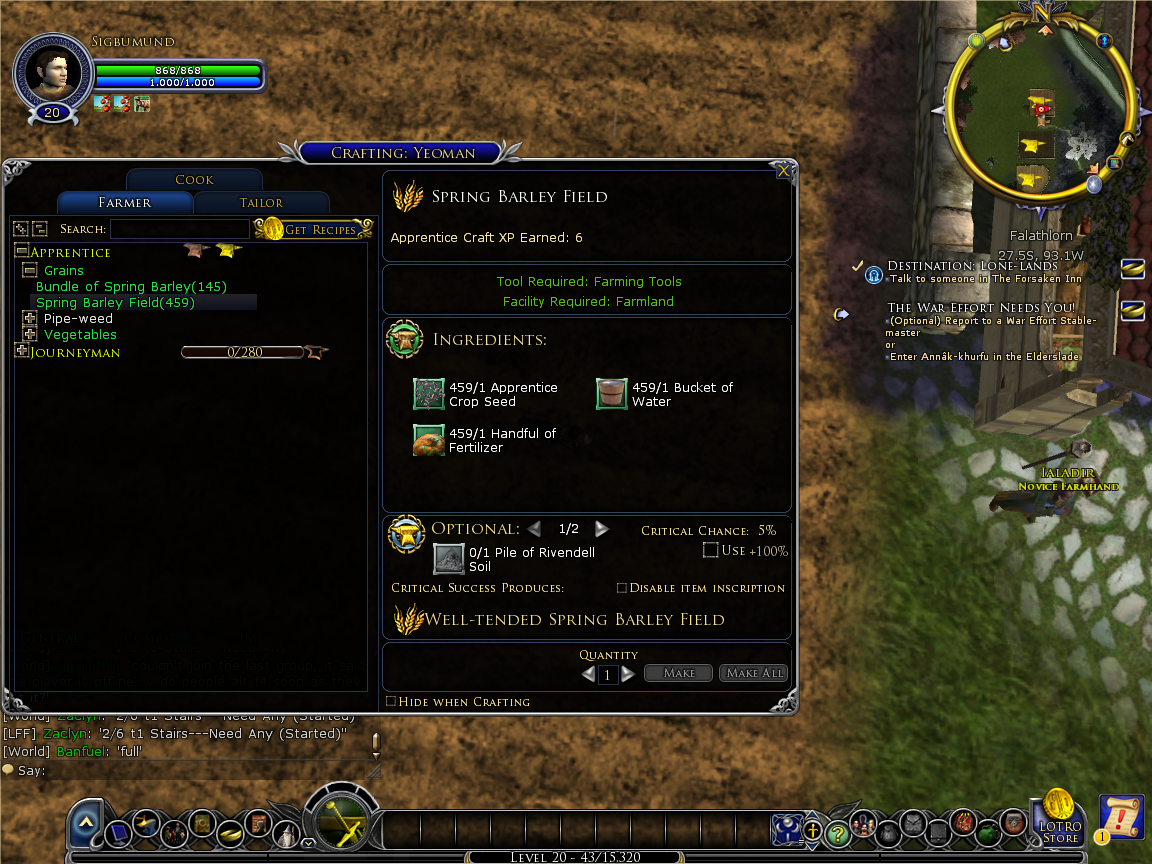 Sigbumund
868/868
1.000/1.000
20
N
Falathlorn
27.5S, 93.1W
Destination: Lone-lands
Talk to someone in The Forsaken Inn
The War Effort Needs You!
(Optional) Report to a War Effort Stable-
master
or
Enter Annâk-khurfu in the Elderslade
Ialadir
Novice Farmhand
Crafting: Yeoman
X
Cook
Farmer
Tailor
Search:
Get Recipes
Apprentice
Grains
Bundle of Spring Barley(145)
Spring Barley Field(459)
Pipe-weed
Vegetables
Journeyman
0/280
Spring Barley Field
Apprentice Craft XP Earned: 6
Tool Required: Farming Tools
Facility Required: Farmland
Ingredients:
459/1 Apprentice
Crop Seed
459/1 Bucket of
Water
459/1 Handful of
Fertilizer
Optional:
1/2
Critical Chance: 5%
0/1 Pile of Rivendell
Soil
Use +100%
Critical Success Produces:
Disable item inscription
Well-tended Spring Barley Field
Quantity
1
Make
Make All
Hide when Crafting
[World] Zaclyn: '2/6 t1 Stairs---Need Any (Started)"
[LFF] Zaclyn: '2/6 t1 Stairs---Need Any (Started)"
[World] Banfuel: 'full'
Say:
LOTRO
Store
1
Level 20 - 43/15.320